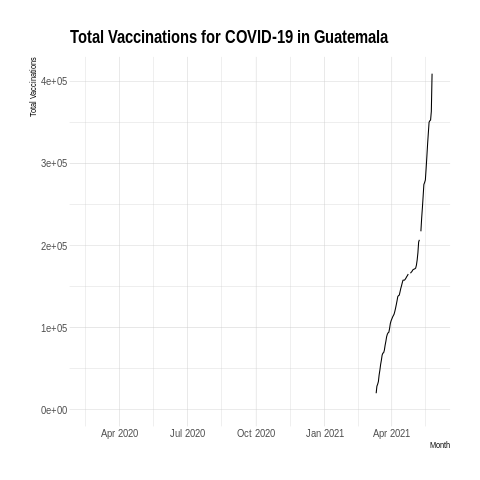 Total Vaccinations for COVID-19 in Guatemala
Total Vaccinations
4e+05
3e+05
2e+05
1e+05
0e+00
Apr 2020 Jul 2020 Oct 2020 Jan 2021 Apr 2021
Month